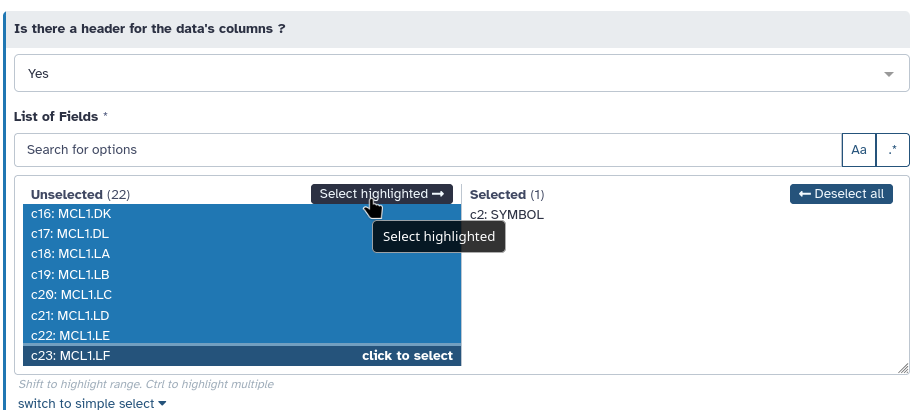 Is there a header for the data's columns ?
Yes
List of Fields *
Search for options
Aa
.*
Unselected (22)
Select highlighted →
c16: MCL1.DK
c17: MCL1.DL
c18: MCL1.LA
c19: MCL1.LB
c20: MCL1.LC
c21: MCL1.LD
c22: MCL1.LE
c23: MCL1.LF click to select
Select highlighted
Selected (1)
← Deselect all
c2: SYMBOL
Shift to highlight range. Ctrl to highlight multiple
switch to simple select